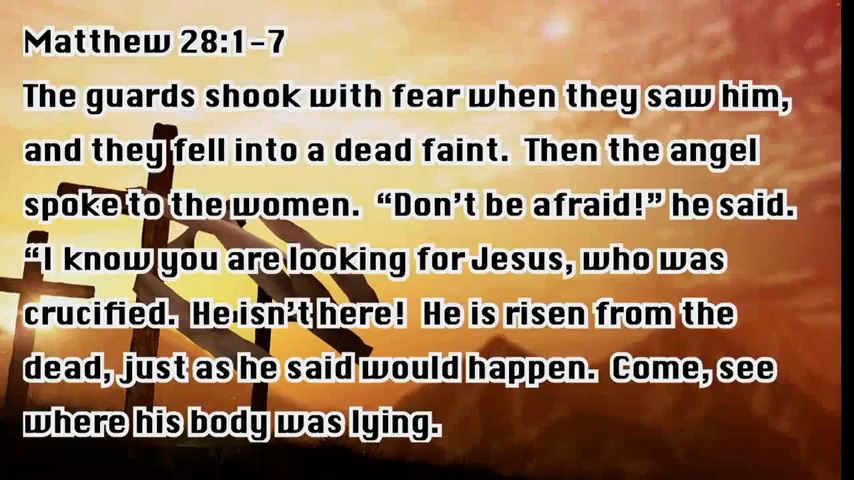 Matthew 28:1-7
The guards shook with fear when they saw him,
and they fell into a dead faint. Then the angel
spoke to the women. “Don’t be afraid!” he said.
“I know you are looking for Jesus, who was
crucified. He isn’t here! He is risen from the
dead, just as he said would happen. Come, see
where his body was lying.